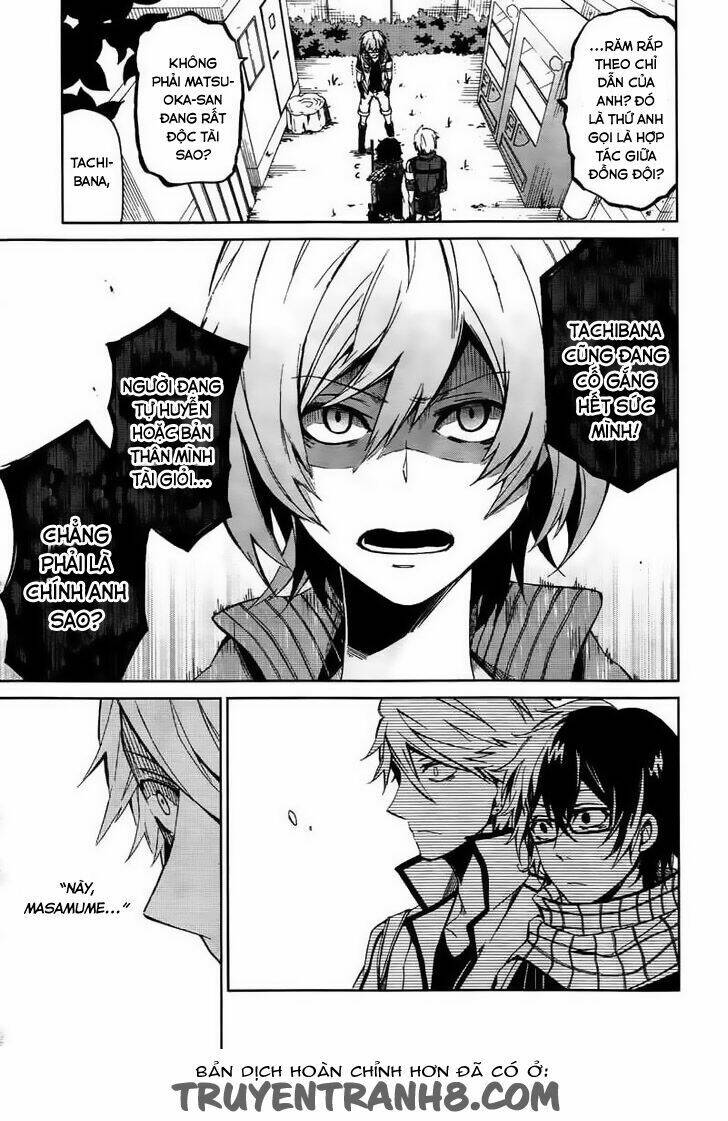 ...RĂM RẮP
THEO CHỈ
DẪN CỦA
ANH? ĐÓ
LÀ THỨ ANH
GỌI LÀ HỢP
TÁC GIỮA
ĐỒNG ĐỘI?
KHÔNG
PHẢI MATSU-
OKA-SAN
ĐANG RẤT
ĐỘC TÀI
SAO?
TACHI-
BANA,
TACHIBANA
CŨNG ĐANG
CỐ GẮNG
HẾT SỨC
MÌNH!
NGƯỜI ĐANG
TỰ HUYỄN
HOẶC BẢN
THÂN MÌNH
TÀI GIỎI...
CHẲNG
PHẢI LÀ
CHÍNH ANH
SAO?
"NÀY,
MASAMUME..."
BẢN DỊCH HOÀN CHỈNH HƠN ĐÃ CÓ Ở:
TRUYENTRANH8.COM